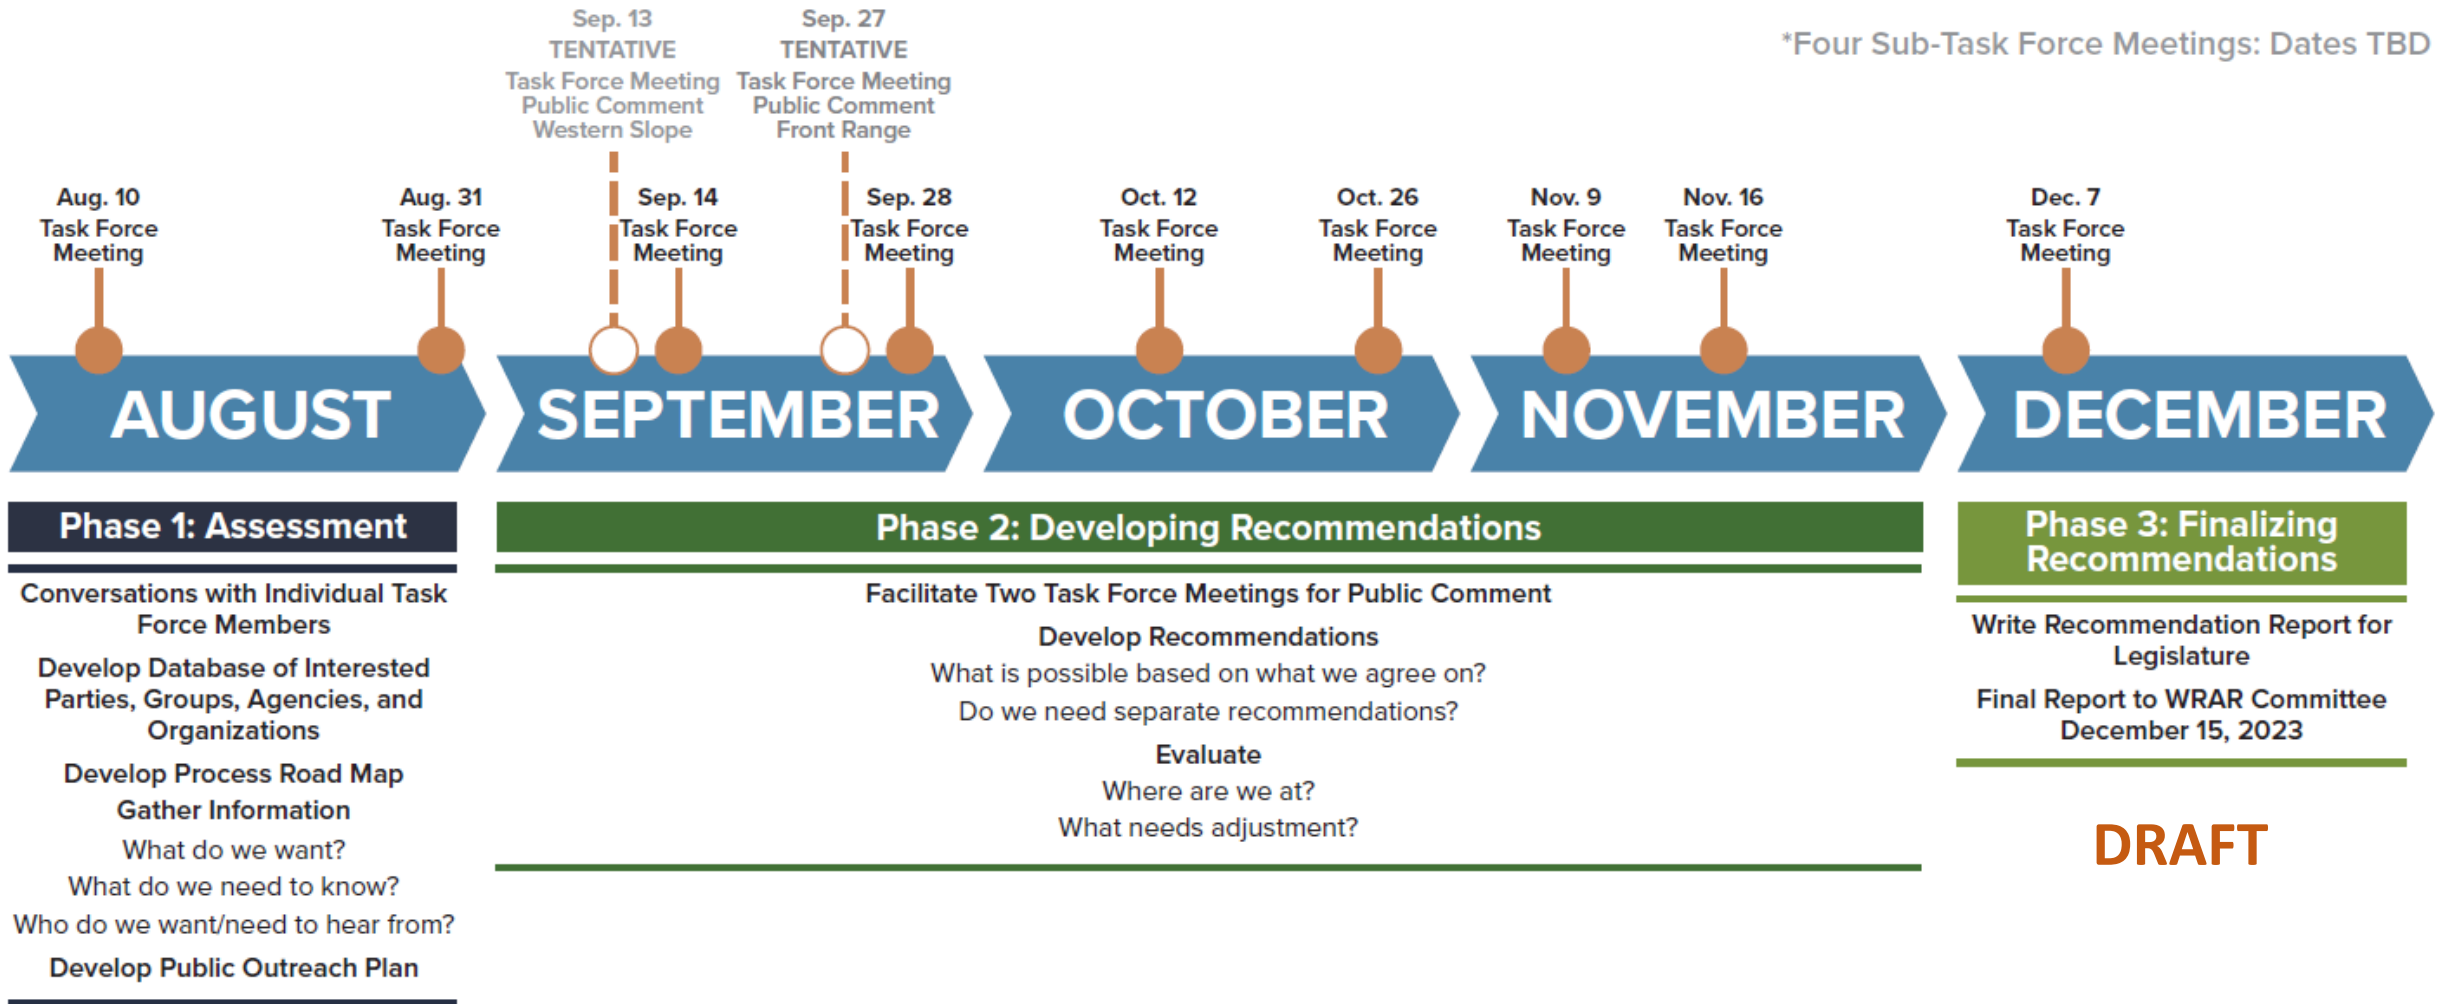 Sep. 13
TENTATIVE
Task Force Meeting
Public Comment
Western Slope
Sep. 27
TENTATIVE
Task Force Meeting
Public Comment
Front Range
*Four Sub-Task Force Meetings: Dates TBD
Aug. 10
Task Force
Meeting
Aug. 31
Task Force
Meeting
Sep. 14
Task Force
Meeting
Sep. 28
Task Force
Meeting
Oct. 12
Task Force
Meeting
Oct. 26
Task Force
Meeting
Nov. 9
Task Force
Meeting
Nov. 16
Task Force
Meeting
Dec. 7
Task Force
Meeting
AUGUST
SEPTEMBER
OCTOBER
NOVEMBER
DECEMBER
Phase 1: Assessment
Conversations with Individual Task
Force Members
Develop Database of Interested
Parties, Groups, Agencies, and
Organizations
Develop Process Road Map
Gather Information
What do we want?
What do we need to know?
Who do we want/need to hear from?
Develop Public Outreach Plan
Phase 2: Developing Recommendations
Facilitate Two Task Force Meetings for Public Comment
Develop Recommendations
What is possible based on what we agree on?
Do we need separate recommendations?
Evaluate
Where are we at?
What needs adjustment?
Phase 3: Finalizing
Recommendations
Write Recommendation Report for
Legislature
Final Report to WRAR Committee
December 15, 2023
DRAFT